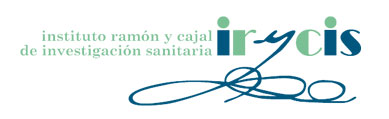 instituto ramón y cajal
de investigación sanitaria
irycis